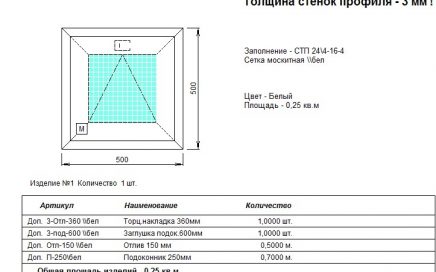 толщина стенок профиля - 3 мм !
Заполнение - СТП 24\4-16-4
Сетка москитная \\бел
Цвет - Белый
Площадь - 0,25 кв.м
I
М
500
500
Изделие №1 Количество 1 шт.
Артикул Наименование Количество
Доп. 3-Отл-360 \\бел Торц.накладка 360мм 1,0000 шт.
Доп. 3-под-600 \\бел Заглушка подок.600мм 1,0000 шт.
Доп. Отл-150 \\бел Отлив 150 мм 0,5000 м.
Доп. П-250\бел Подоконник 250мм 0,7000 м.
Общая площадь изделий 0,25 кв.м